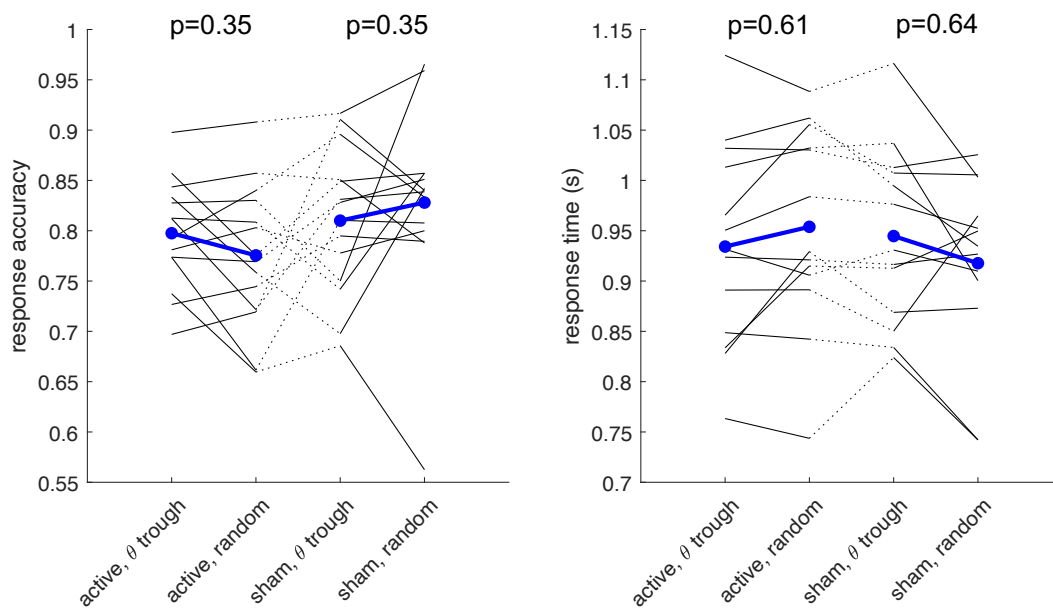 p=0.35 p=0.35
1
0.95
0.9
0.85
0.8
0.75
0.7
0.65
0.6
0.55
response accuracy
active, θ trough
active, random
sham, θ trough
sham, random
p=0.61 p=0.64
1.15
1.1
1.05
1
0.95
0.9
0.85
0.8
0.75
0.7
response time (s)
active, θ trough
active, random
sham, θ trough
sham, random